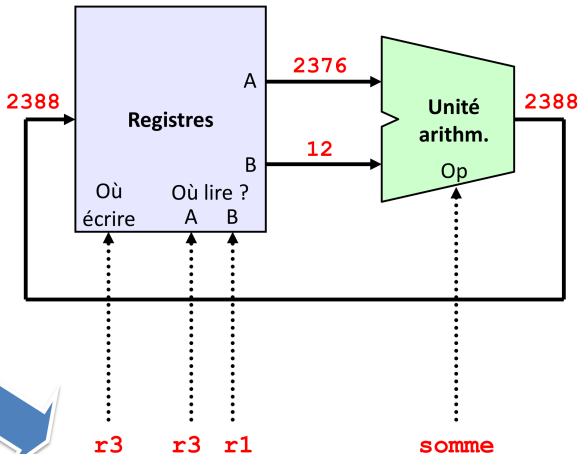 A
2376
2388
Registres
Unité
arithm.
2388
B
12
Op
Où
écrire
Où lire ?
A B
r3
r3
r1
somme